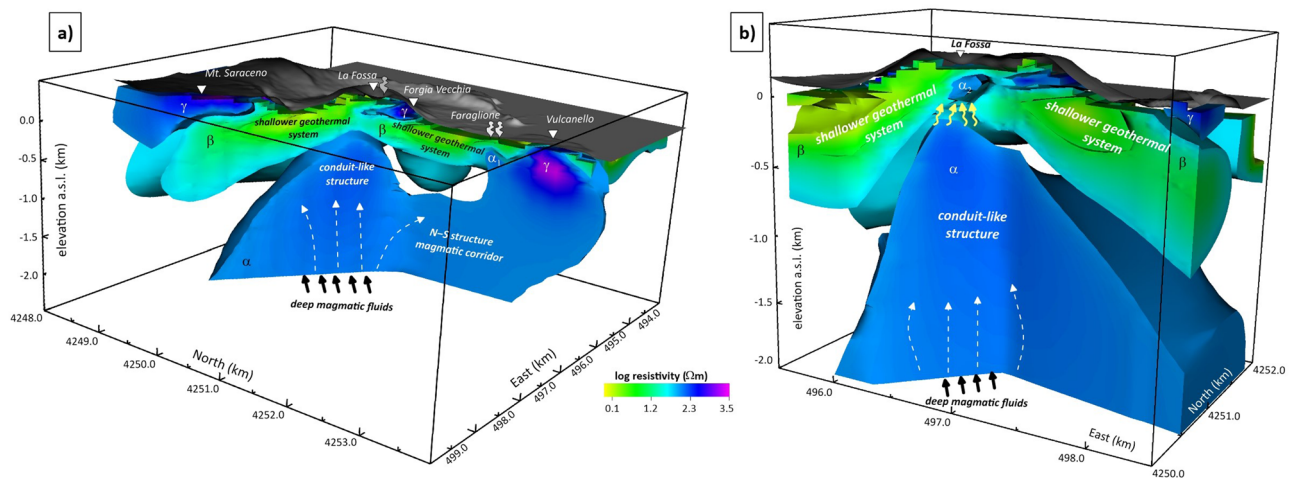 a)
Mt. Saraceno
La Fossa
Forgia Vecchia
Faraglione
Vulcanello
γ
γ
γ
β
β
shallower geothermal
system
shallower geothermal
system
α₁
conduit-like
structure
N–S structure
magmatic corridor
α
deep magmatic fluids
elevation a.s.l. (km)
0.0
-0.5
-1.0
-1.5
-2.0
4248.0
4249.0
4250.0
4251.0
4252.0
4253.0
North (km)
East (km)
494.0
495.0
496.0
497.0
498.0
499.0
log resistivity (Ωm)
0.1 1.2 2.3 3.5
b)
La Fossa
α₂
γ
shallower geothermal
system
shallower geothermal
system
β
β
α
conduit-like
structure
deep magmatic fluids
elevation a.s.l. (km)
0
-0.5
-1.0
-1.5
-2.0
496.0
497.0
498.0
East (km)
North (km)
4252.0
4251.0
4250.0